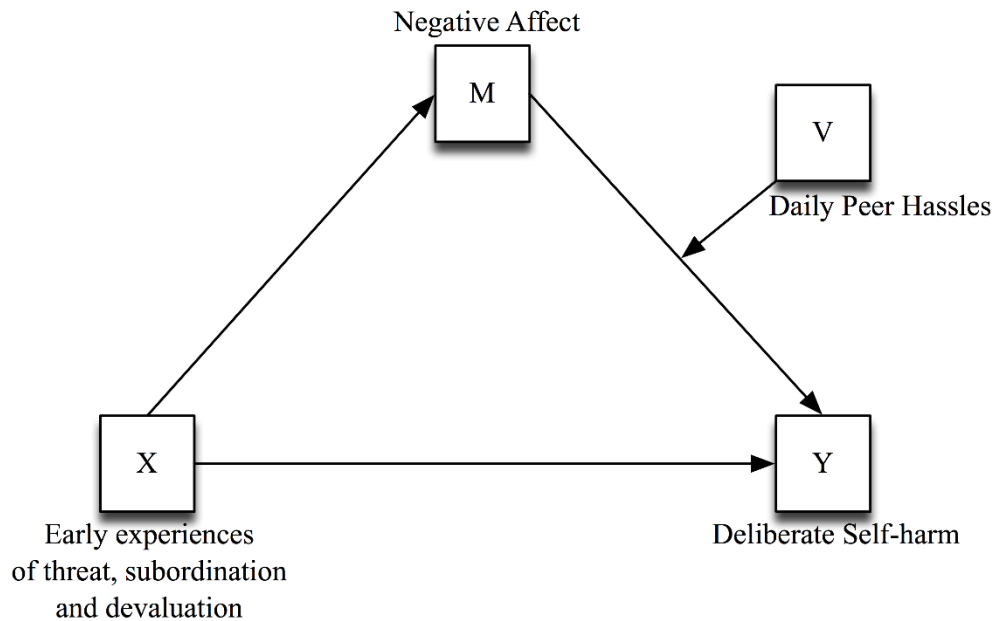 Negative Affect
M
V
Daily Peer Hassles
X
Y
Early experiences
of threat, subordination
and devaluation
Deliberate Self-harm